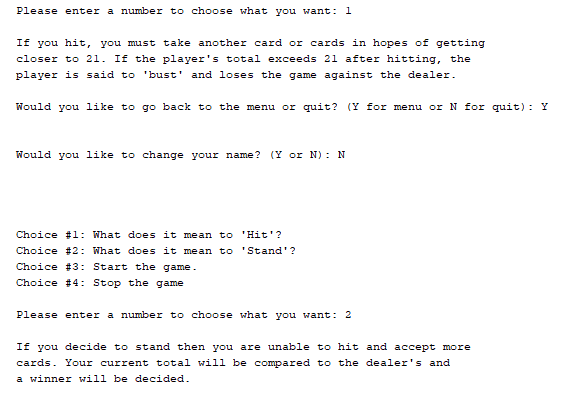 Please enter a number to choose what you want: 1
If you hit, you must take another card or cards in hopes of getting
closer to 21. If the player's total exceeds 21 after hitting, the
player is said to 'bust' and loses the game against the dealer.
Would you like to go back to the menu or quit? (Y for menu or N for quit): Y
Would you like to change your name? (Y or N): N
Choice #1: What does it mean to 'Hit'?
Choice #2: What does it mean to 'Stand'?
Choice #3: Start the game.
Choice #4: Stop the game
Please enter a number to choose what you want: 2
If you decide to stand then you are unable to hit and accept more
cards. Your current total will be compared to the dealer's and
a winner will be decided.